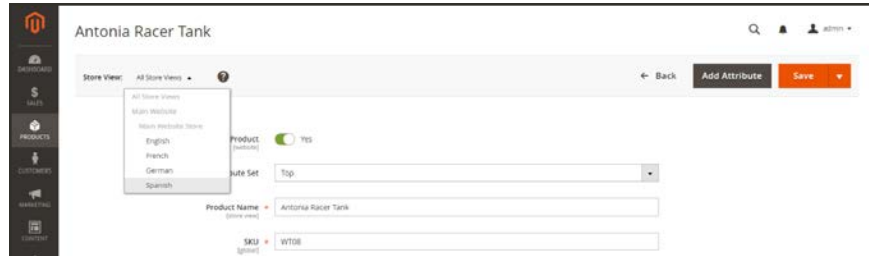 Antonia Racer Tank
admin
DASHBOARD
SALES
PRODUCTS
CUSTOMERS
MARKETING
CONTENT
Store View: All Store Views
?
← Back
Add Attribute
Save
All Store Views
Main Website
Main Website Store
English
French
German
Spanish
Product
[website]
Yes
bute Set
Top
Product Name *
[store view]
Antonia Racer Tank
SKU *
[global]
WT08